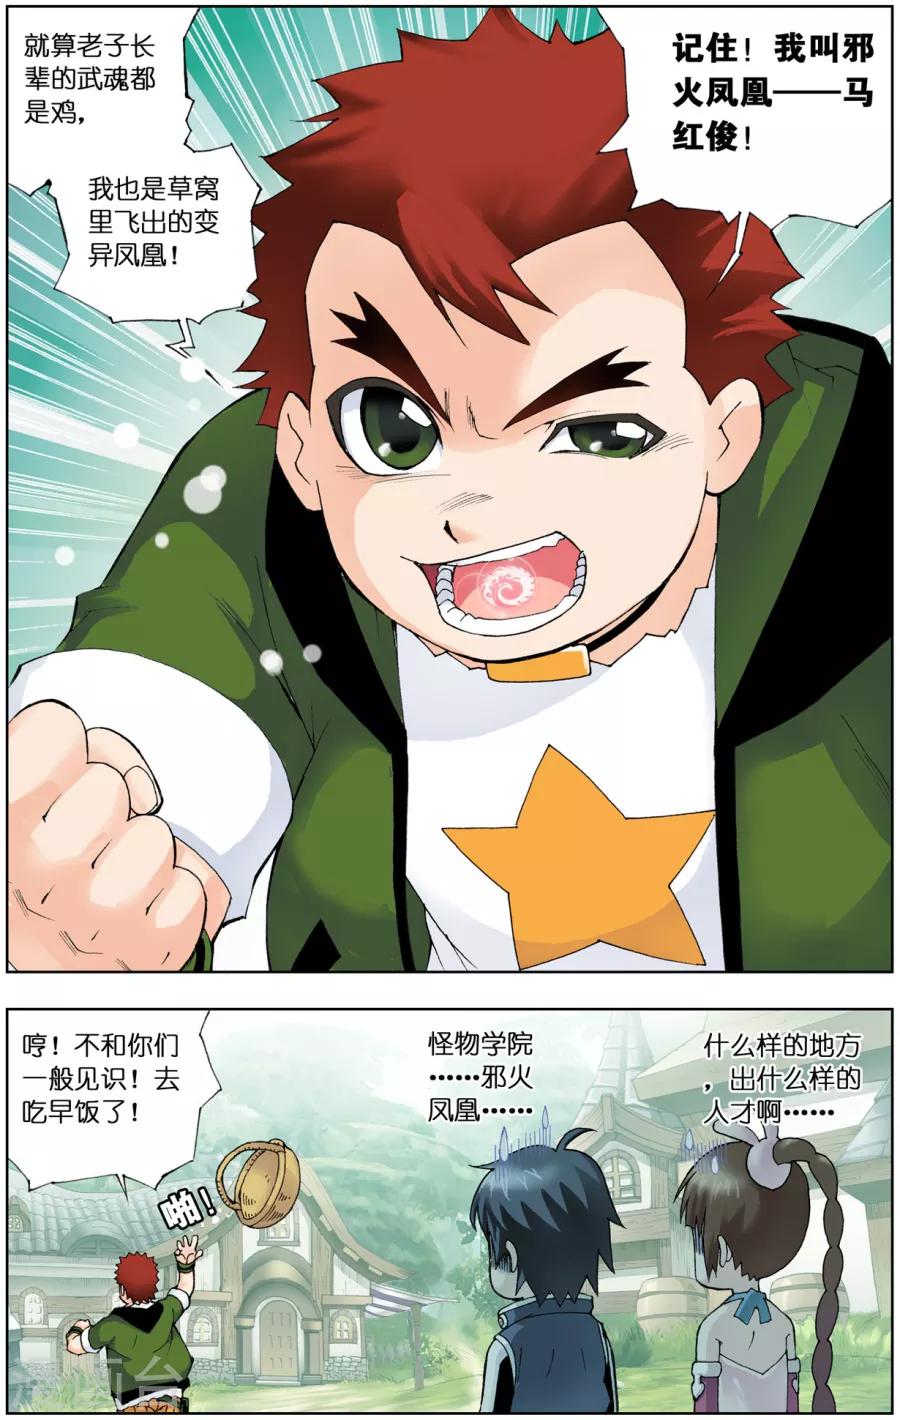 就算老子长
辈的武魂都
是鸡，
我也是草窝
里飞出的变
异凤凰！
记住！我叫邪
火凤凰——马
红俊！
哼！不和你们
一般见识！去
吃早饭了！
啪！
怪物学院
……邪火
凤凰……
什么样的地方
，出什么样的
人才啊……